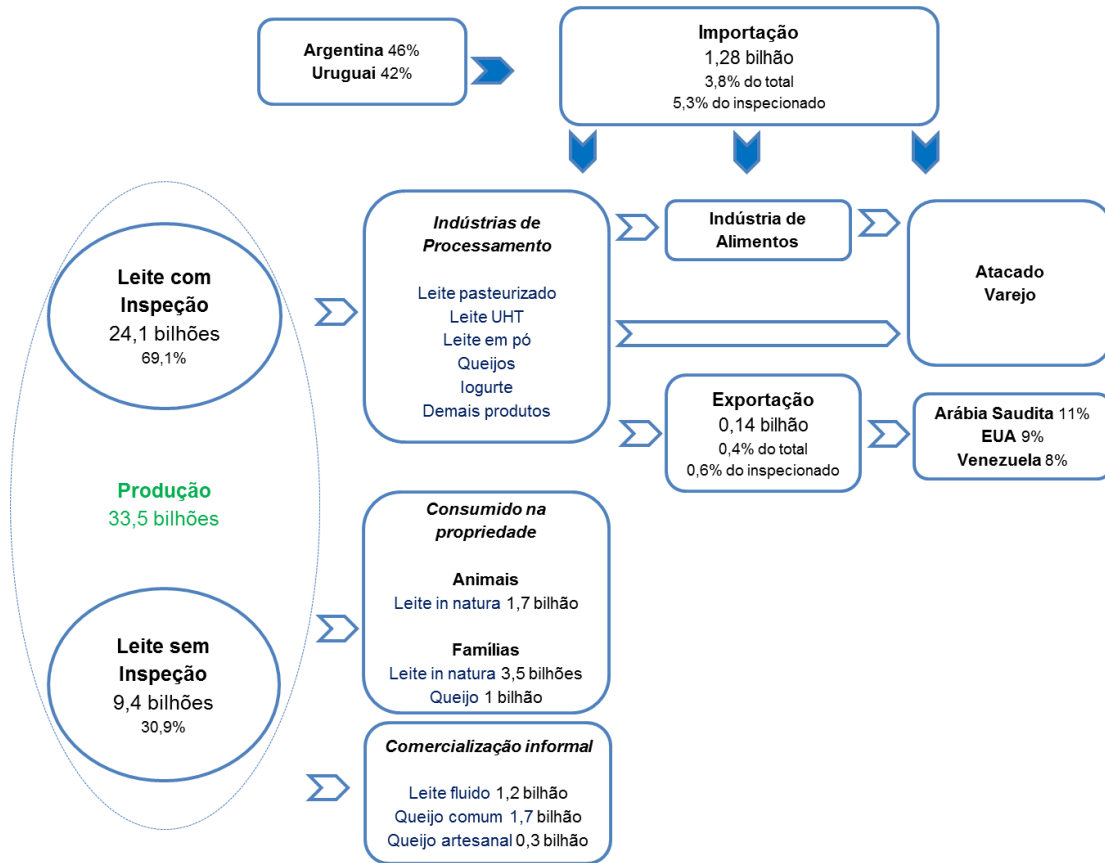 Argentina 46%
Uruguai 42%
Importação
1,28 bilhão
3,8% do total
5,3% do inspecionado
Leite com
Inspeção
24,1 bilhões
69,1%
Indústrias de
Processamento
Leite pasteurizado
Leite UHT
Leite em pó
Queijos
Iogurte
Demais produtos
Indústria de
Alimentos
Atacado
Varejo
Exportação
0,14 bilhão
0,4% do total
0,6% do inspecionado
Arábia Saudita 11%
EUA 9%
Venezuela 8%
Produção
33,5 bilhões
Leite sem
Inspeção
9,4 bilhões
30,9%
Consumido na
propriedade
Animais
Leite in natura 1,7 bilhão
Famílias
Leite in natura 3,5 bilhões
Queijo 1 bilhão
Comercialização informal
Leite fluido 1,2 bilhão
Queijo comum 1,7 bilhão
Queijo artesanal 0,3 bilhão